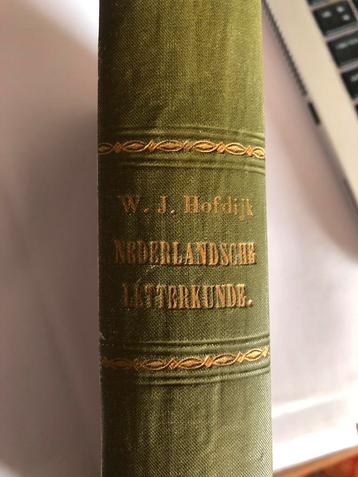 W. J. Hofdijk
NEDERLANDSCHE
LETTERKUNDE.